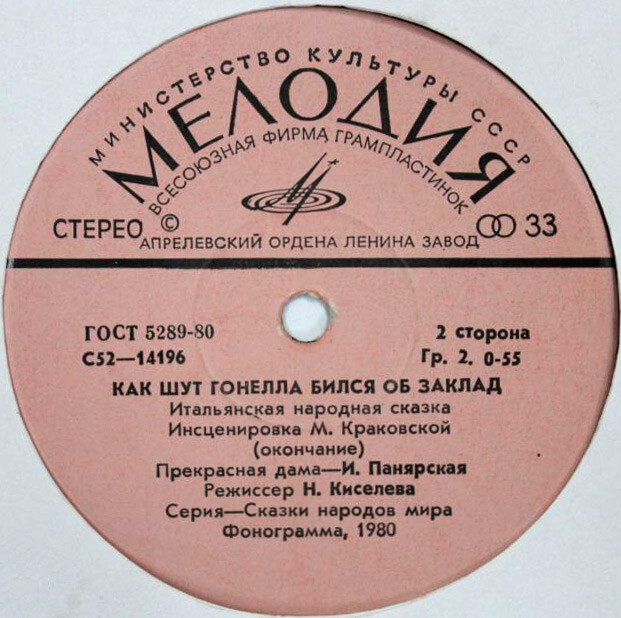 МИНИСТЕРСТВО КУЛЬТУРЫ СССР
МЕЛОДИЯ
ВСЕСОЮЗНАЯ ФИРМА ГРАМПЛАСТИНОК
СТЕРЕО © 33
АПРЕЛЕВСКИЙ ОРДЕНА ЛЕНИНА ЗАВОД
ГОСТ 5289-80 2 сторона
С52—14196 Гр. 2. 0-55
КАК ШУТ ГОНЕЛЛА БИЛСЯ ОБ ЗАКЛАД
Итальянская народная сказка
Инсценировка М. Краковской
(окончание)
Прекрасная дама—И. Панярская
Режиссер Н. Киселева
Серия—Сказки народов мира
Фонограмма, 1980